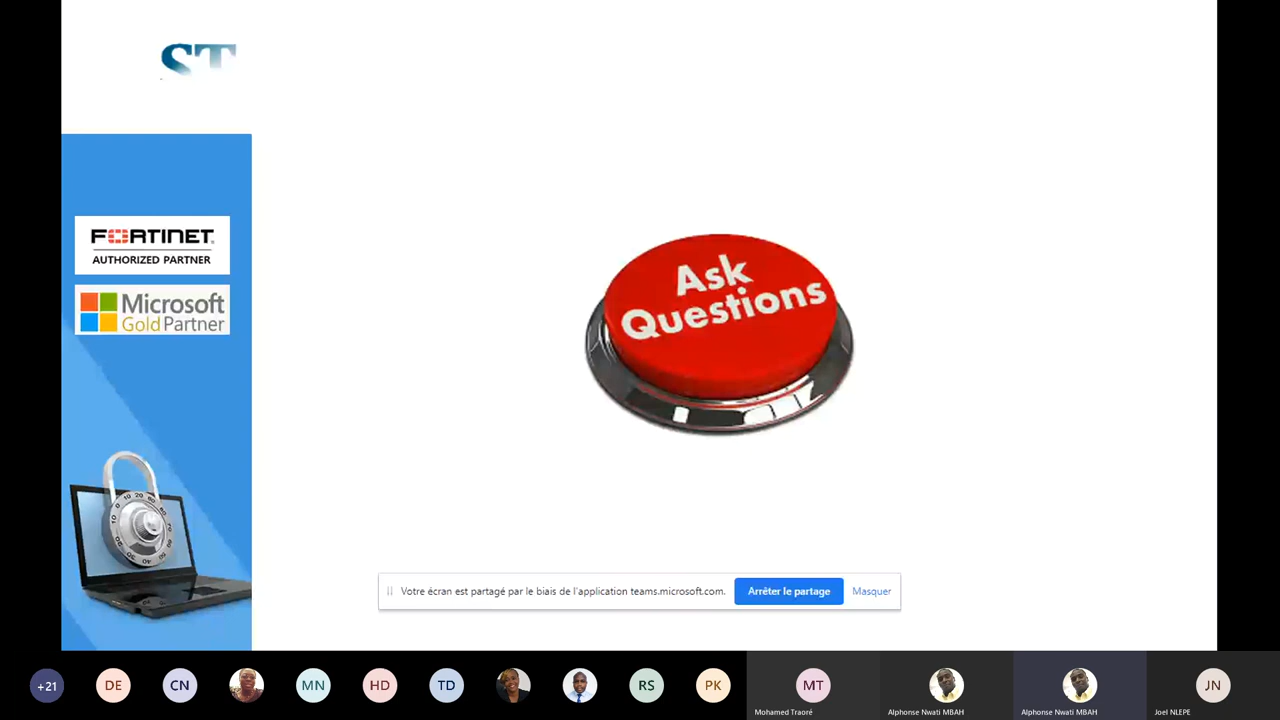 ST
FORTINET
AUTHORIZED PARTNER
Microsoft
Gold Partner
Ask
Questions
Votre écran est partagé par le biais de l'application teams.microsoft.com.
Arrêter le partage
Masquer
+21
DE
CN
MN
HD
TD
RS
PK
MT
JN
Mohamed Traoré
Alphonse Nwati MBAH
Alphonse Nwati MBAH
Joel NLEPE